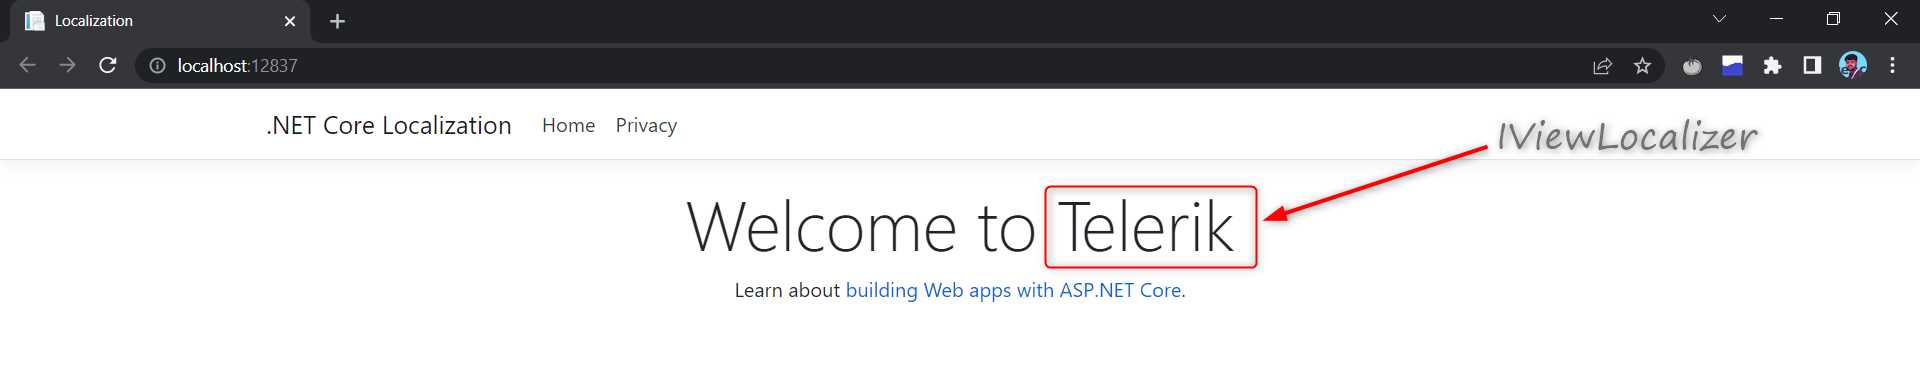 Localization
localhost:12837
.NET Core Localization Home Privacy
IViewLocalizer
Welcome to Telerik
Learn about building Web apps with ASP.NET Core.